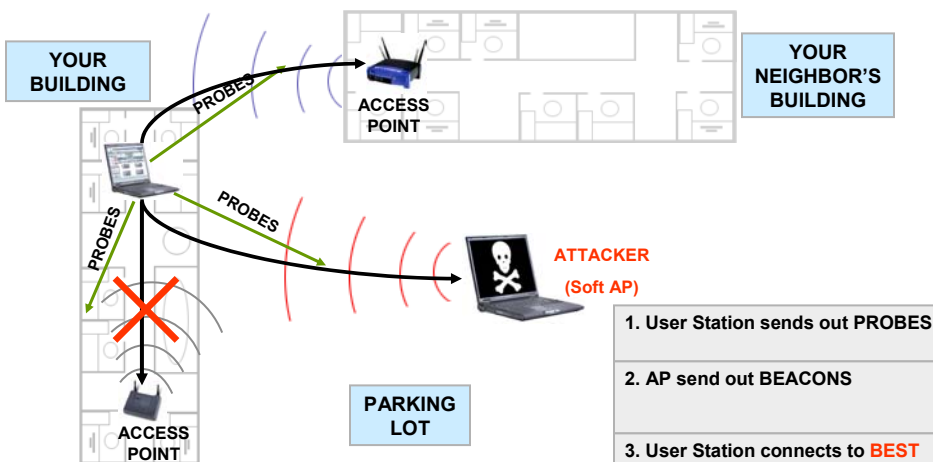 YOUR
BUILDING
PROBES
ACCESS
POINT
YOUR
NEIGHBOR'S
BUILDING
PROBES
PROBES
ATTACKER
(Soft AP)
ACCESS
POINT
PARKING
LOT
1. User Station sends out PROBES
2. AP send out BEACONS
3. User Station connects to BEST